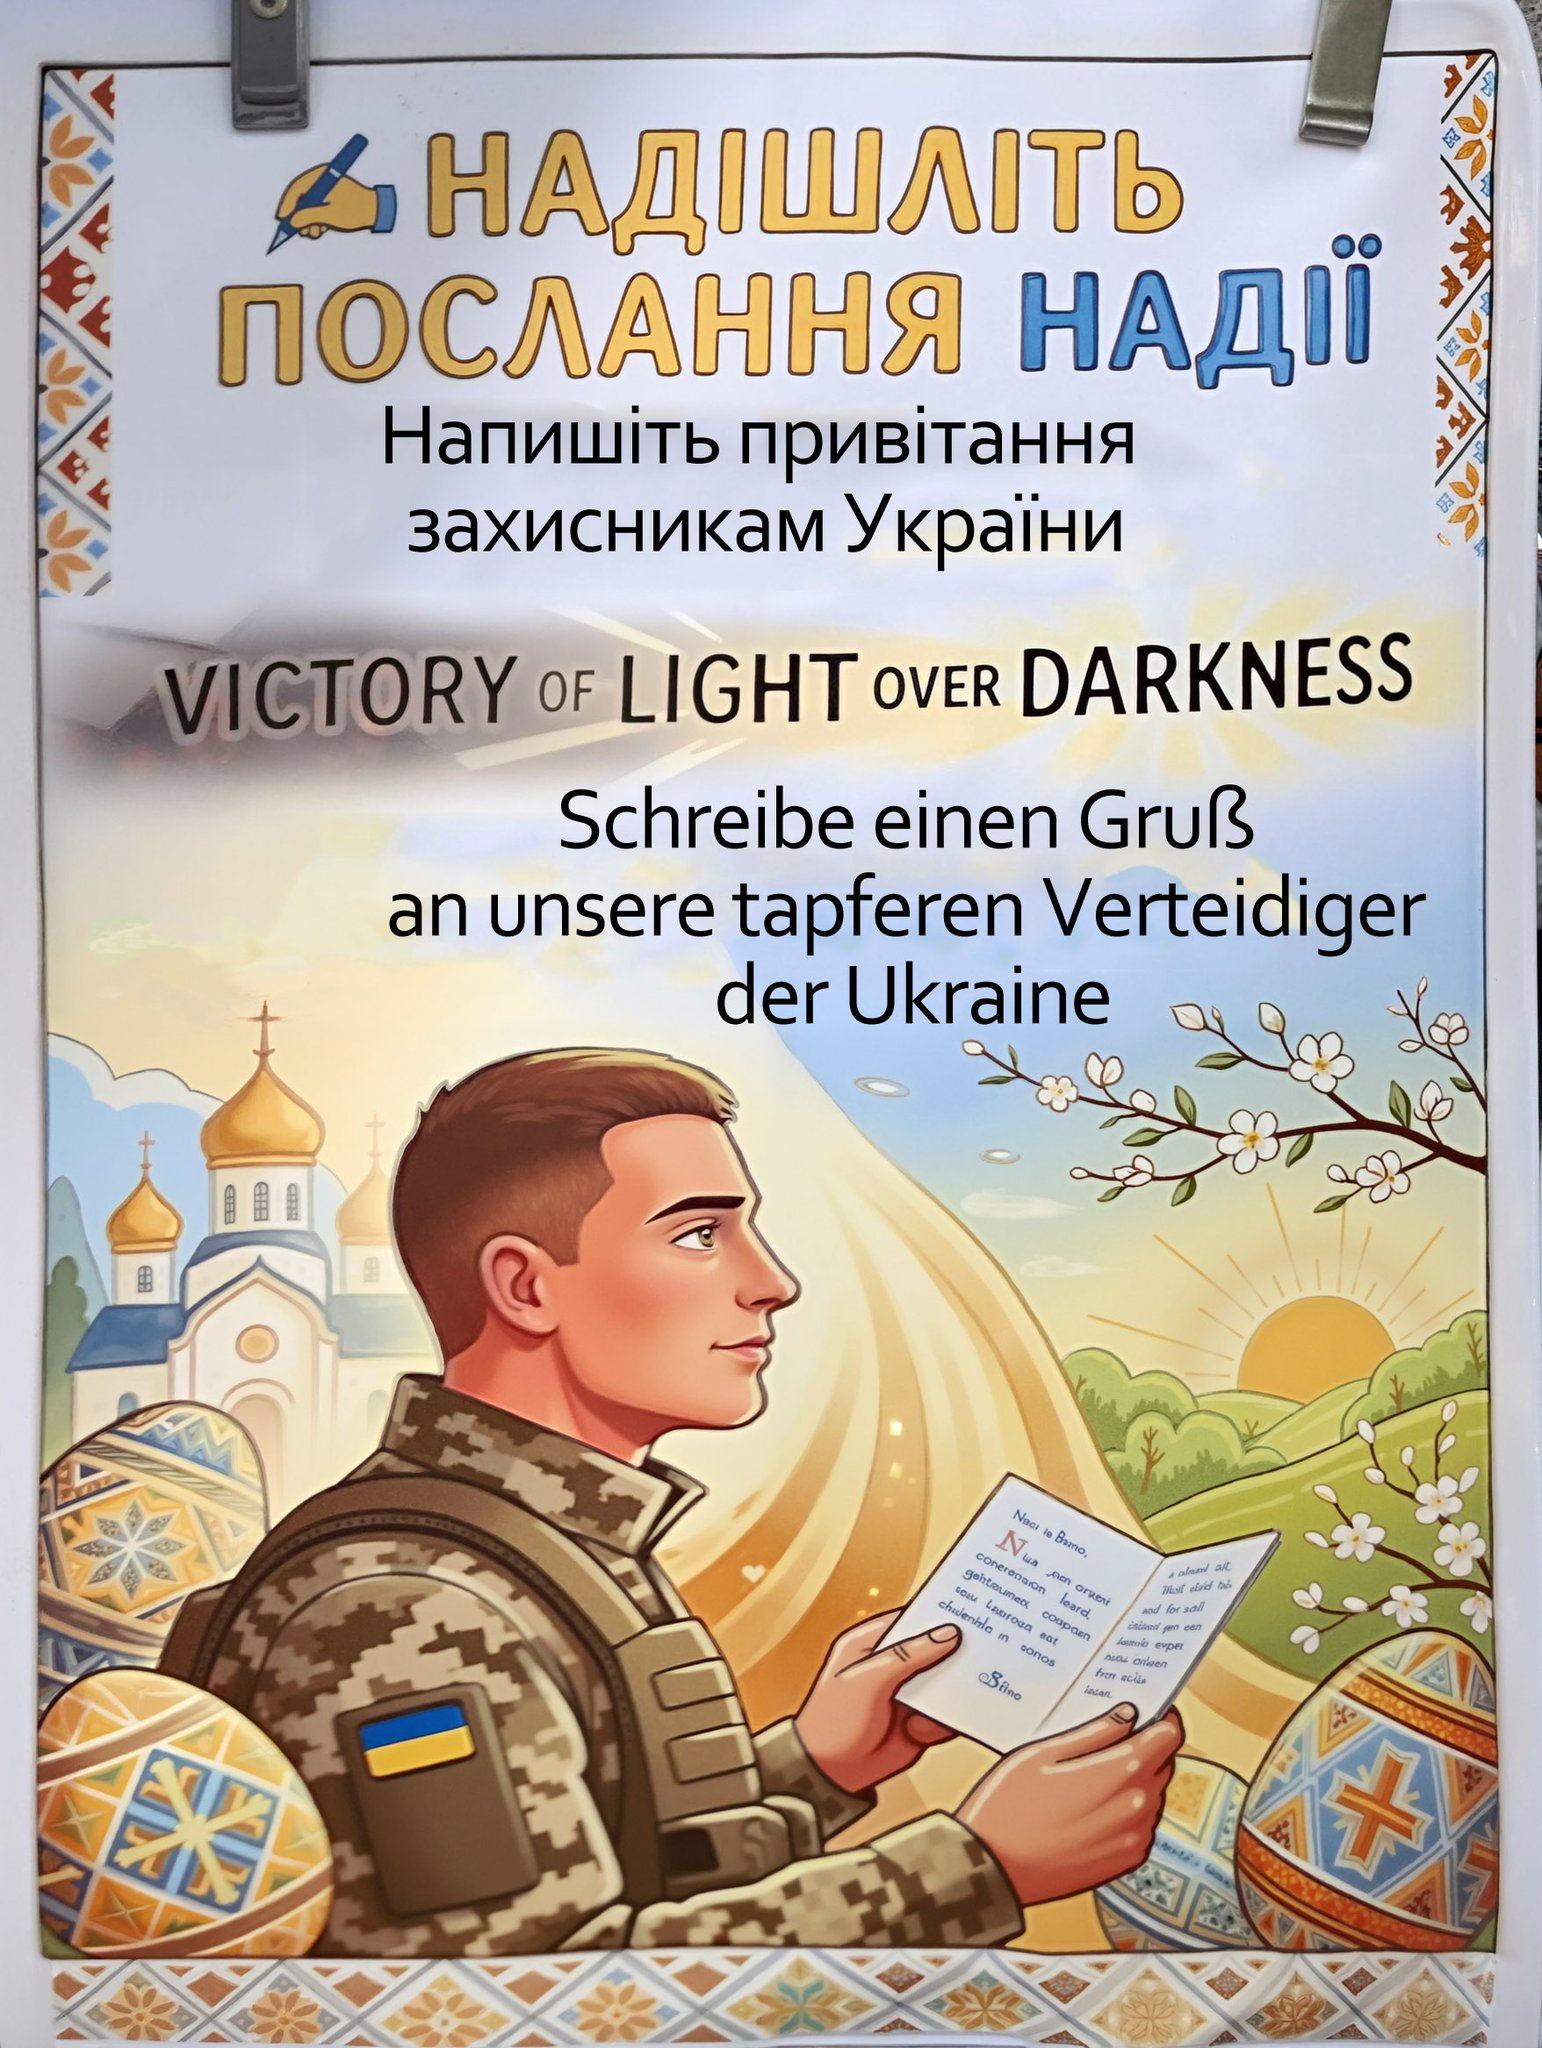 НАДІШЛІТЬ
ПОСЛАННЯ НАДІЇ
Напишіть привітання
захисникам України
VICTORY OF LIGHT OVER DARKNESS
Schreibe einen Gruß
an unsere tapferen Verteidiger
der Ukraine